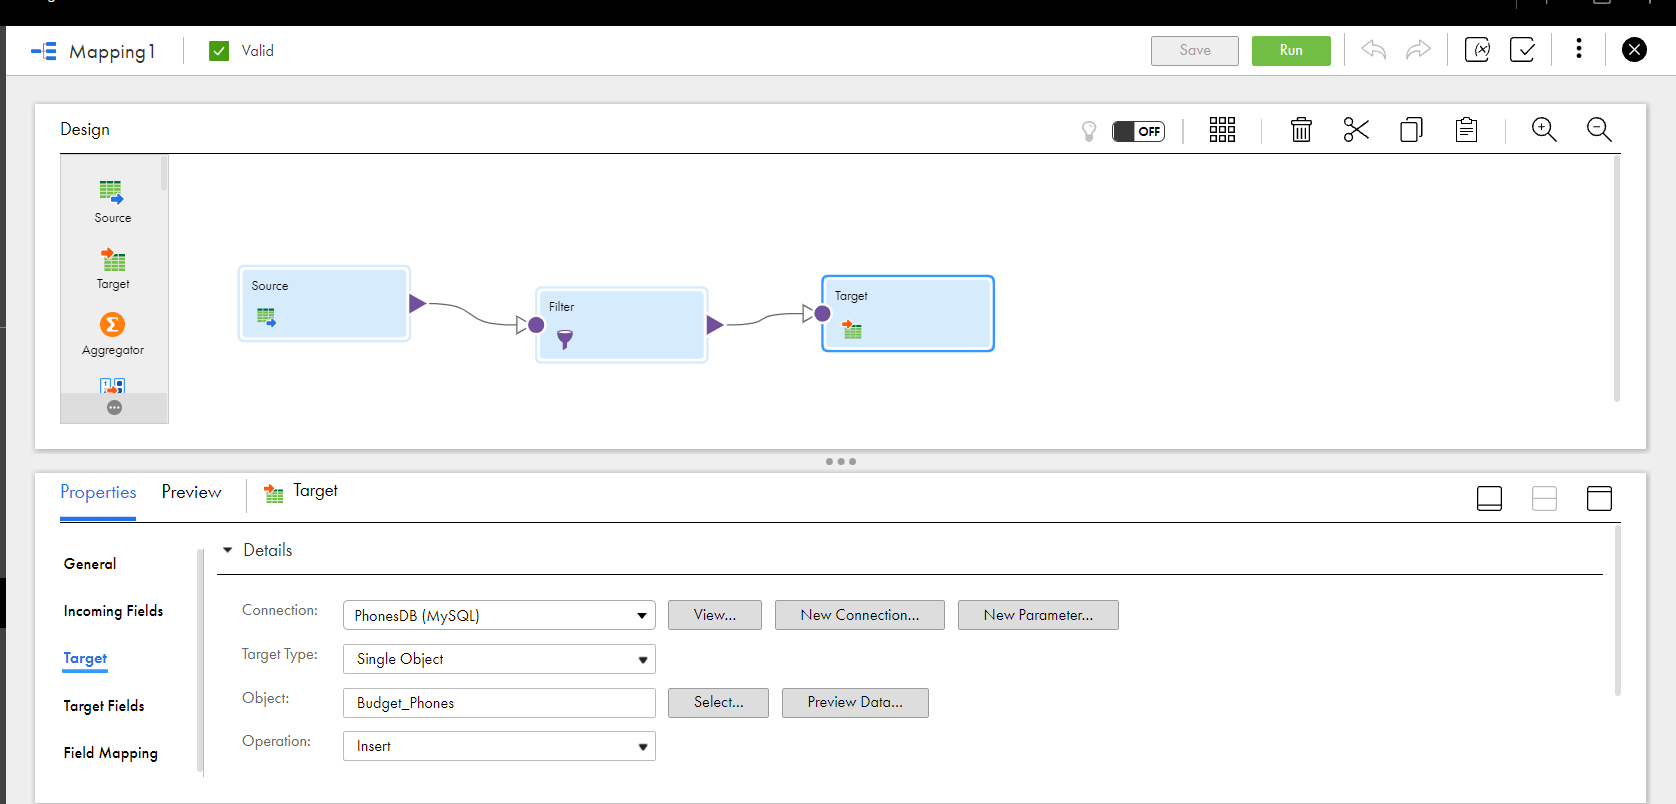 Mapping1
Valid
Save
Run
Design
OFF
Source
Target
Aggregator
Source
Filter
Target
Properties
Preview
Target
General
Incoming Fields
Target
Target Fields
Field Mapping
Details
Connection: PhonesDB (MySQL) View... New Connection... New Parameter...
Target Type: Single Object
Object: Budget_Phones Select... Preview Data...
Operation: Insert